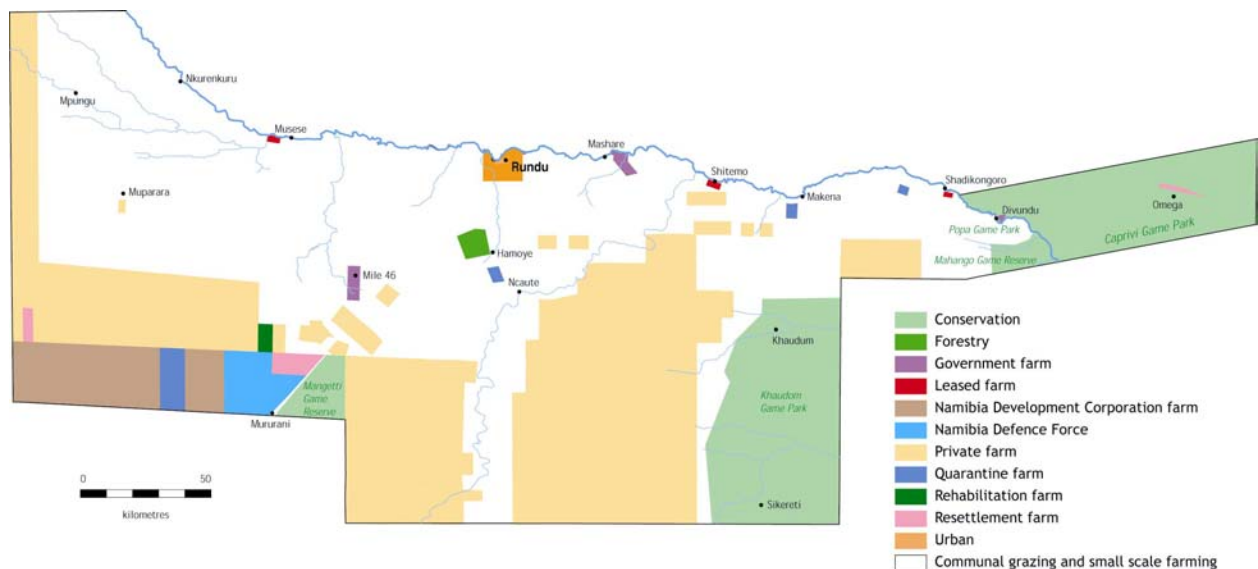 Nkurenkuru
Mpungu
Musese
Rundu
Mashare
Shitemo
Makena
Shadikongoro
Divundu
Omega
Popa Game Park
Caprivi Game Park
Mahango Game Reserve
Muparara
Hamoye
Mile 46
Ncaute
Khaudum
Khaudom
Game Park
Mangetti
Game
Reserve
Mururani
Sikereti
0 50
kilometres
Conservation
Forestry
Government farm
Leased farm
Namibia Development Corporation farm
Namibia Defence Force
Private farm
Quarantine farm
Rehabilitation farm
Resettlement farm
Urban
Communal grazing and small scale farming